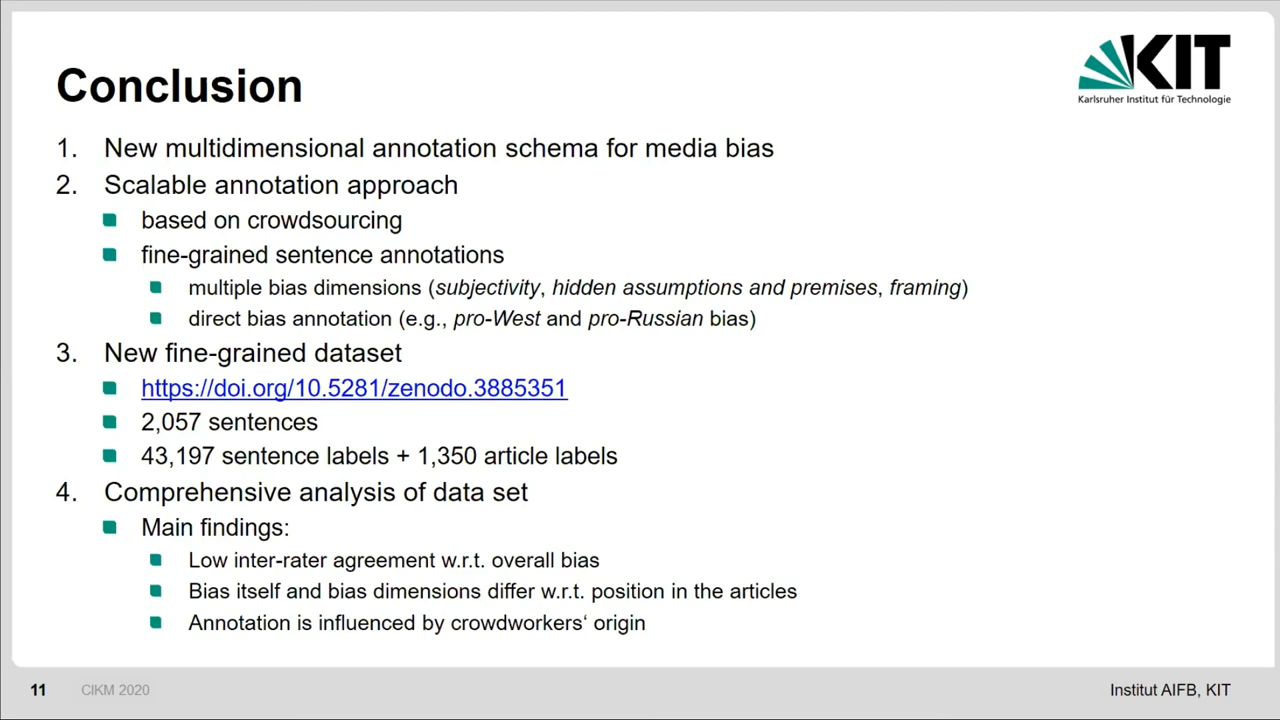 Conclusion
KIT
Karlsruher Institut für Technologie
1. New multidimensional annotation schema for media bias
2. Scalable annotation approach
based on crowdsourcing
fine-grained sentence annotations
multiple bias dimensions (subjectivity, hidden assumptions and premises, framing)
direct bias annotation (e.g., pro-West and pro-Russian bias)
3. New fine-grained dataset
https://doi.org/10.5281/zenodo.3885351
2,057 sentences
43,197 sentence labels + 1,350 article labels
4. Comprehensive analysis of data set
Main findings:
Low inter-rater agreement w.r.t. overall bias
Bias itself and bias dimensions differ w.r.t. position in the articles
Annotation is influenced by crowdworkers‘ origin
11 CIKM 2020 Institut AIFB, KIT